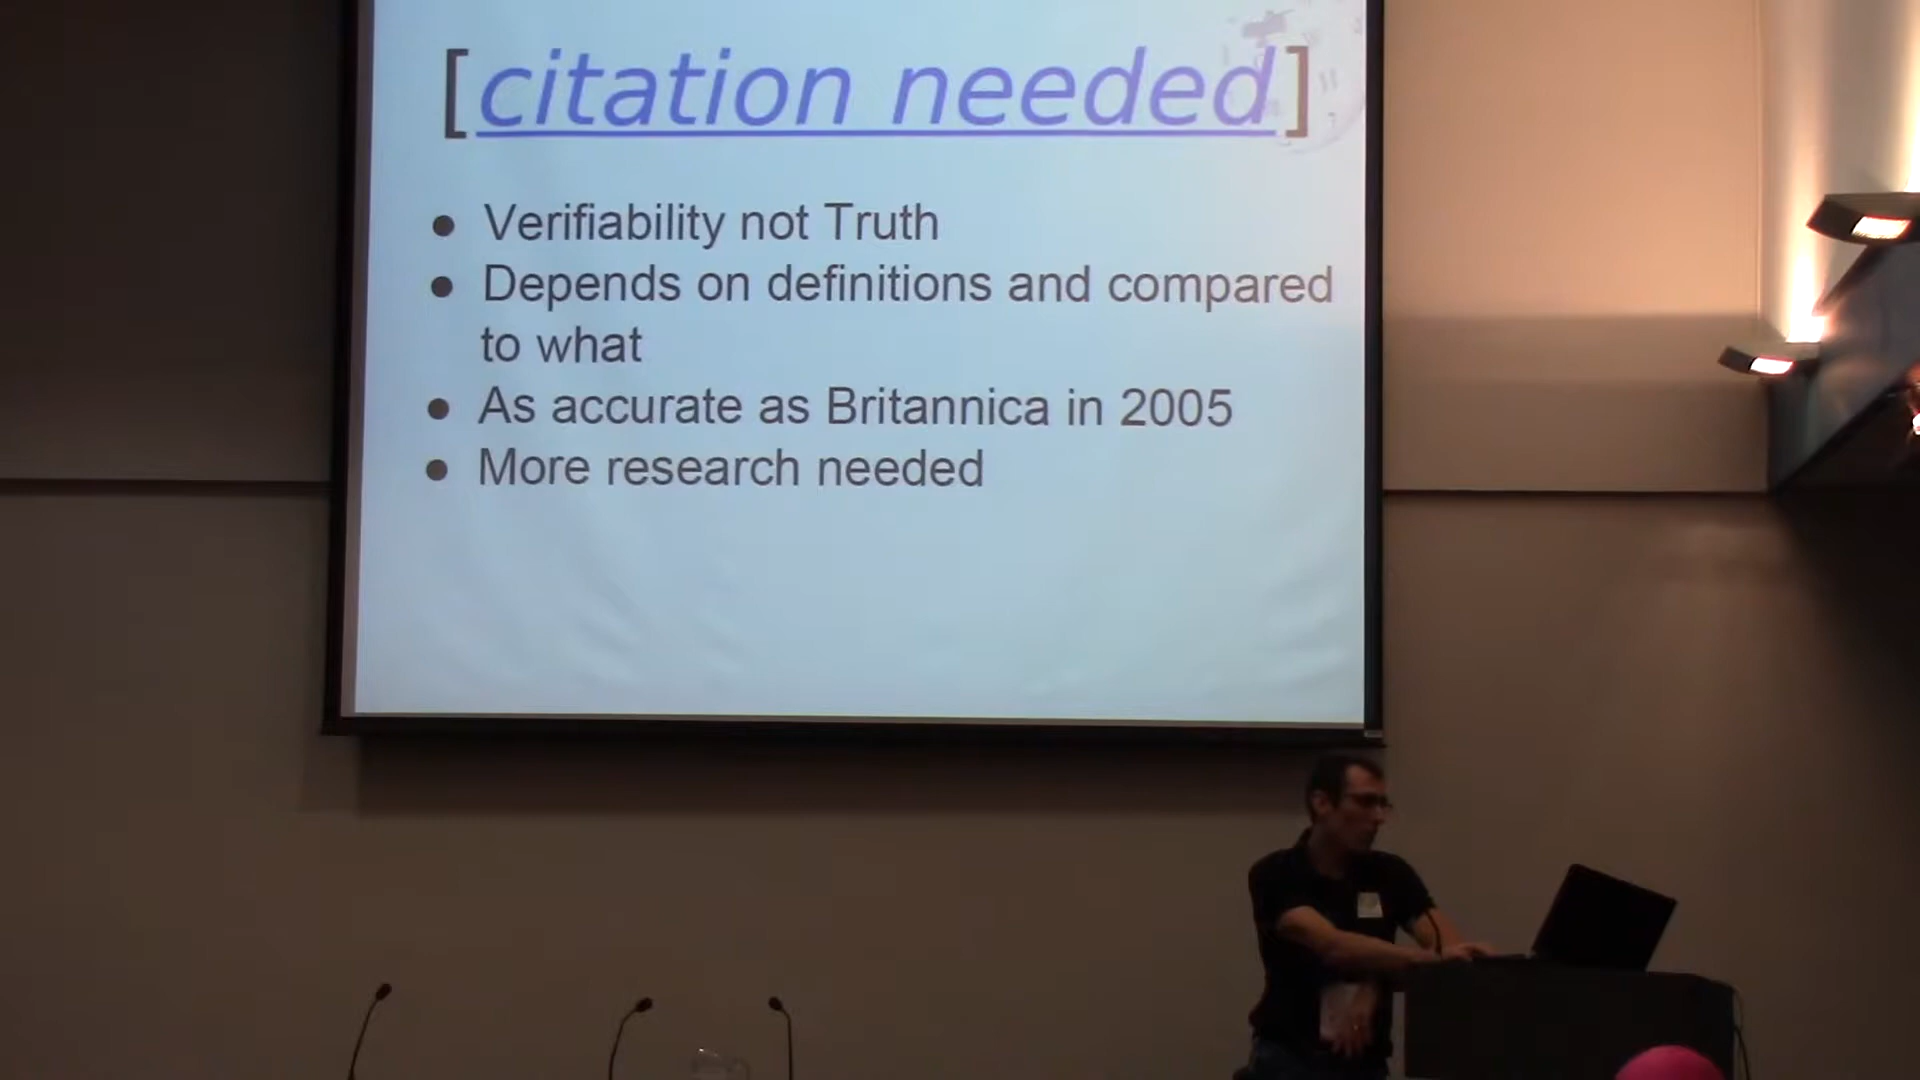 [citation needed]
● Verifiability not Truth
● Depends on definitions and compared
to what
● As accurate as Britannica in 2005
● More research needed